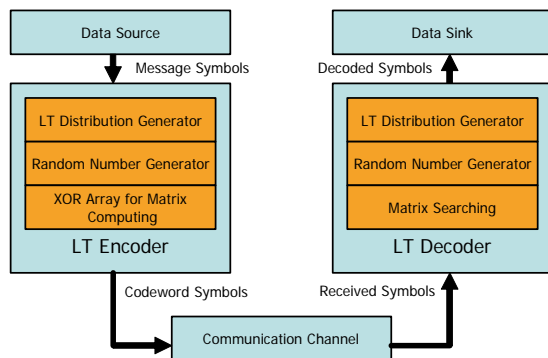 Data Source
Data Sink
Message Symbols
Decoded Symbols
LT Distribution Generator
Random Number Generator
XOR Array for Matrix
Computing
LT Encoder
LT Distribution Generator
Random Number Generator
Matrix Searching
LT Decoder
Codeword Symbols
Received Symbols
Communication Channel